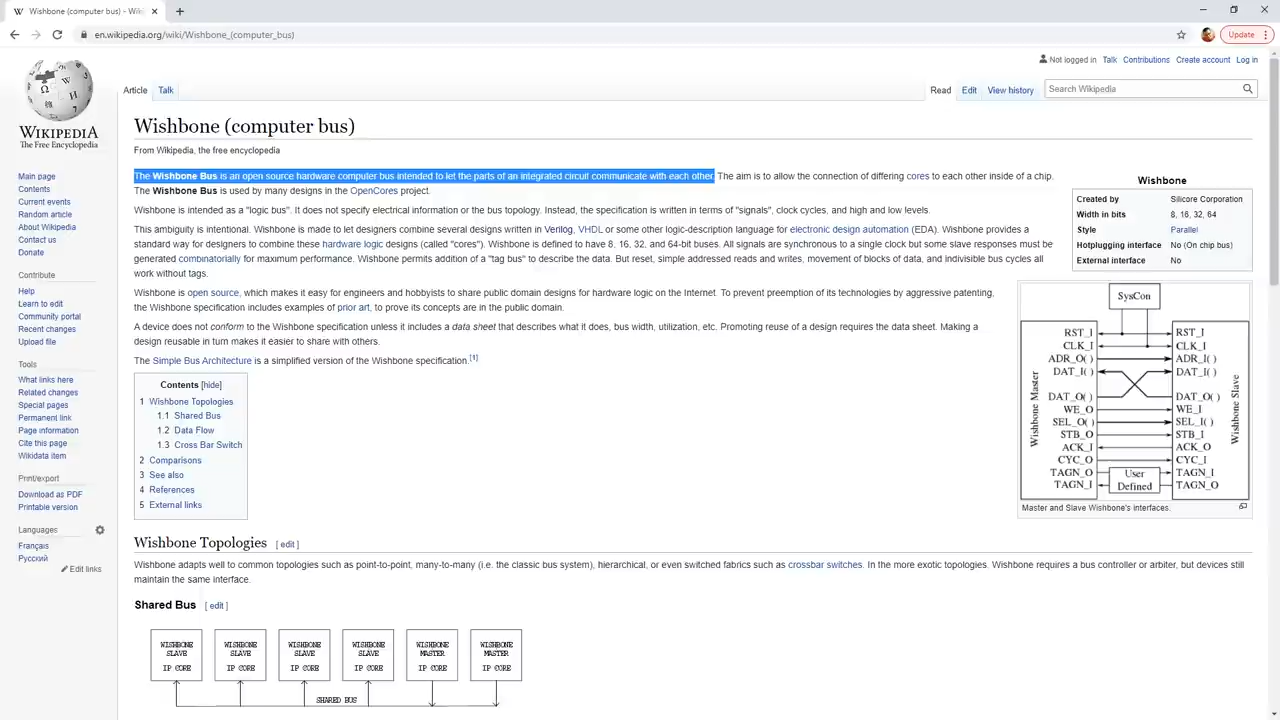 Wishbone (computer bus) - Wiki
en.wikipedia.org/wiki/Wishbone_(computer_bus)
Update
Not logged in Talk Contributions Create account Log in
Article Talk
Read Edit View history Search Wikipedia
WIKIPEDIA
The Free Encyclopedia
Main page
Contents
Current events
Random article
About Wikipedia
Contact us
Donate
Contribute
Help
Learn to edit
Community portal
Recent changes
Upload file
Tools
What links here
Related changes
Special pages
Permanent link
Page information
Cite this page
Wikidata item
Print/export
Download as PDF
Printable version
Languages
Français
Русский
Edit links
Wishbone (computer bus)
From Wikipedia, the free encyclopedia
The Wishbone Bus is an open source hardware computer bus intended to let the parts of an integrated circuit communicate with each other. The aim is to allow the connection of differing cores to each other inside of a chip.
The Wishbone Bus is used by many designs in the OpenCores project.
Wishbone is intended as a "logic bus". It does not specify electrical information or the bus topology. Instead, the specification is written in terms of "signals", clock cycles, and high and low levels.
This ambiguity is intentional. Wishbone is made to let designers combine several designs written in Verilog, VHDL or some other logic-description language for electronic design automation (EDA). Wishbone provides a
standard way for designers to combine these hardware logic designs (called "cores"). Wishbone is defined to have 8, 16, 32, and 64-bit buses. All signals are synchronous to a single clock but some slave responses must be
generated combinatorially for maximum performance. Wishbone permits addition of a "tag bus" to describe the data. But reset, simple addressed reads and writes, movement of blocks of data, and indivisible bus cycles all
work without tags.
Wishbone is open source, which makes it easy for engineers and hobbyists to share public domain designs for hardware logic on the Internet. To prevent preemption of its technologies by aggressive patenting,
the Wishbone specification includes examples of prior art, to prove its concepts are in the public domain.
A device does not conform to the Wishbone specification unless it includes a data sheet that describes what it does, bus width, utilization, etc. Promoting reuse of a design requires the data sheet. Making a
design reusable in turn makes it easier to share with others.
The Simple Bus Architecture is a simplified version of the Wishbone specification.[1]
Wishbone
Created by Silicore Corporation
Width in bits 8, 16, 32, 64
Style Parallel
Hotplugging interface No (On chip bus)
External interface No
SysCon
Wishbone Master
Wishbone Slave
RST_I RST_I
CLK_I CLK_I
ADR_O() ADR_I()
DAT_I() DAT_I()
DAT_O() DAT_O()
WE_O WE_I
SEL_O() SEL_I()
STB_O STB_I
ACK_I ACK_O
CYC_O CYC_I
TAGN_O User TAGN_I
TAGN_I Defined TAGN_O
Master and Slave Wishbone's interfaces.
Contents [hide]
1 Wishbone Topologies
1.1 Shared Bus
1.2 Data Flow
1.3 Cross Bar Switch
2 Comparisons
3 See also
4 References
5 External links
Wishbone Topologies [ edit ]
Wishbone adapts well to common topologies such as point-to-point, many-to-many (i.e. the classic bus system), hierarchical, or even switched fabrics such as crossbar switches. In the more exotic topologies, Wishbone requires a bus controller or arbiter, but devices still
maintain the same interface.
Shared Bus [ edit ]
WISHBONE WISHBONE WISHBONE WISHBONE WISHBONE WISHBONE
SLAVE SLAVE SLAVE SLAVE MASTER MASTER
IP CORE IP CORE IP CORE IP CORE IP CORE IP CORE
SHARED BUS